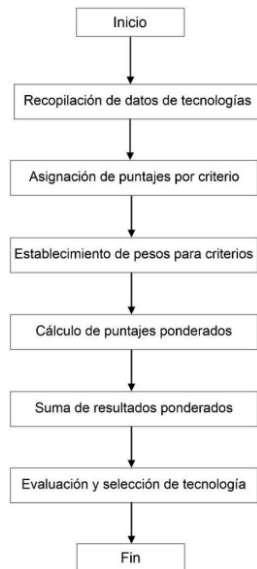 Inicio
Recopilación de datos de tecnologías
Asignación de puntajes por criterio
Establecimiento de pesos para criterios
Cálculo de puntajes ponderados
Suma de resultados ponderados
Evaluación y selección de tecnología
Fin